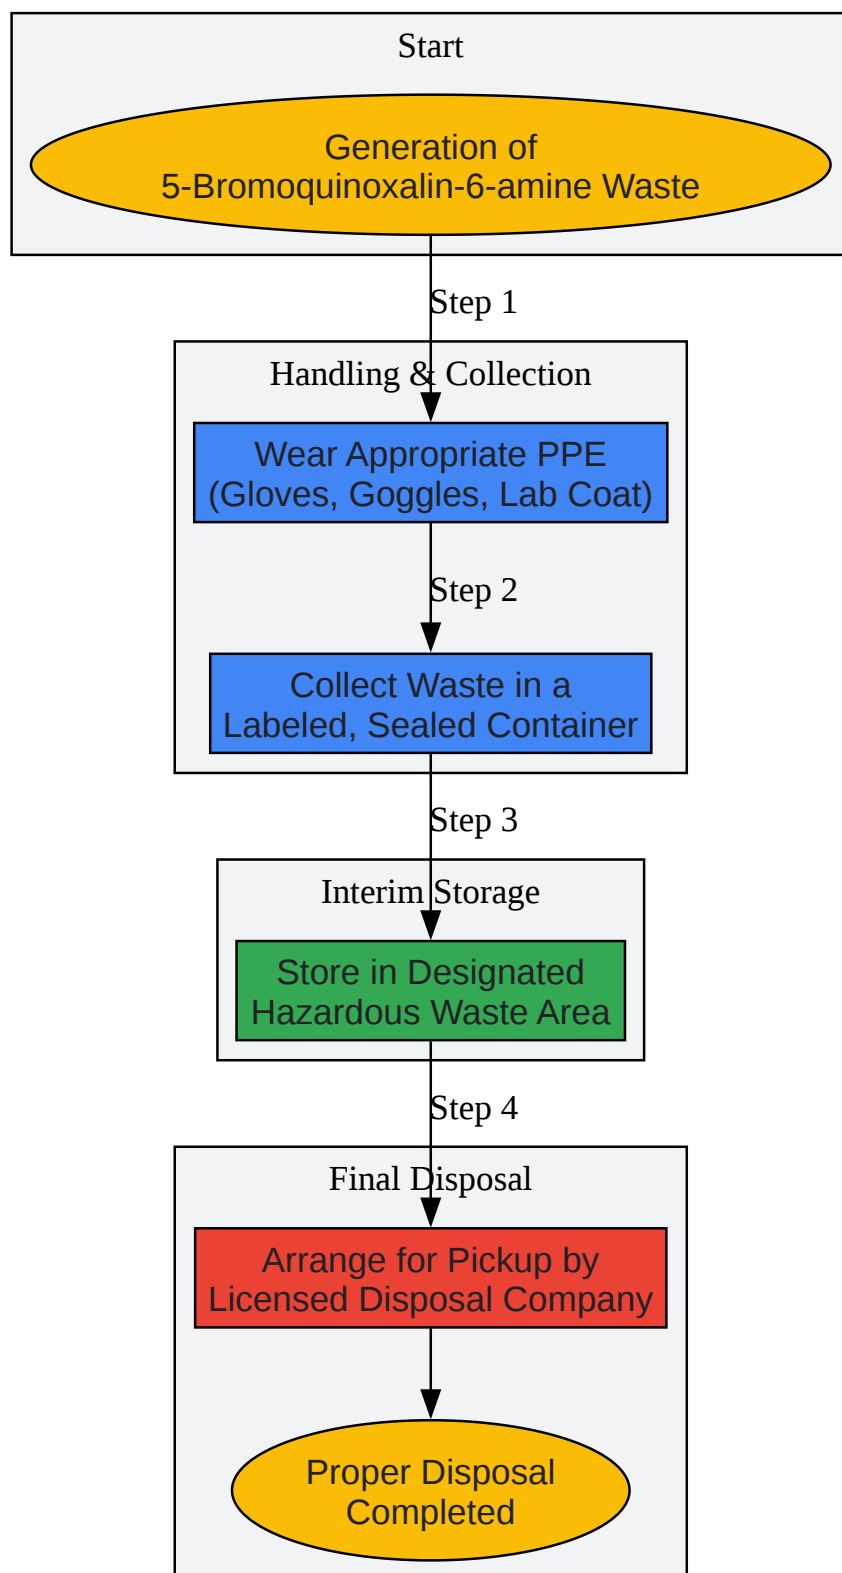 Start
Generation of
5-Bromoquinoxalin-6-amine Waste
Step 1
Handling & Collection
Wear Appropriate PPE
(Gloves, Goggles, Lab Coat)
Step 2
Collect Waste in a
Labeled, Sealed Container
Step 3
Interim Storage
Store in Designated
Hazardous Waste Area
Step 4
Final Disposal
Arrange for Pickup by
Licensed Disposal Company
Proper Disposal
Completed